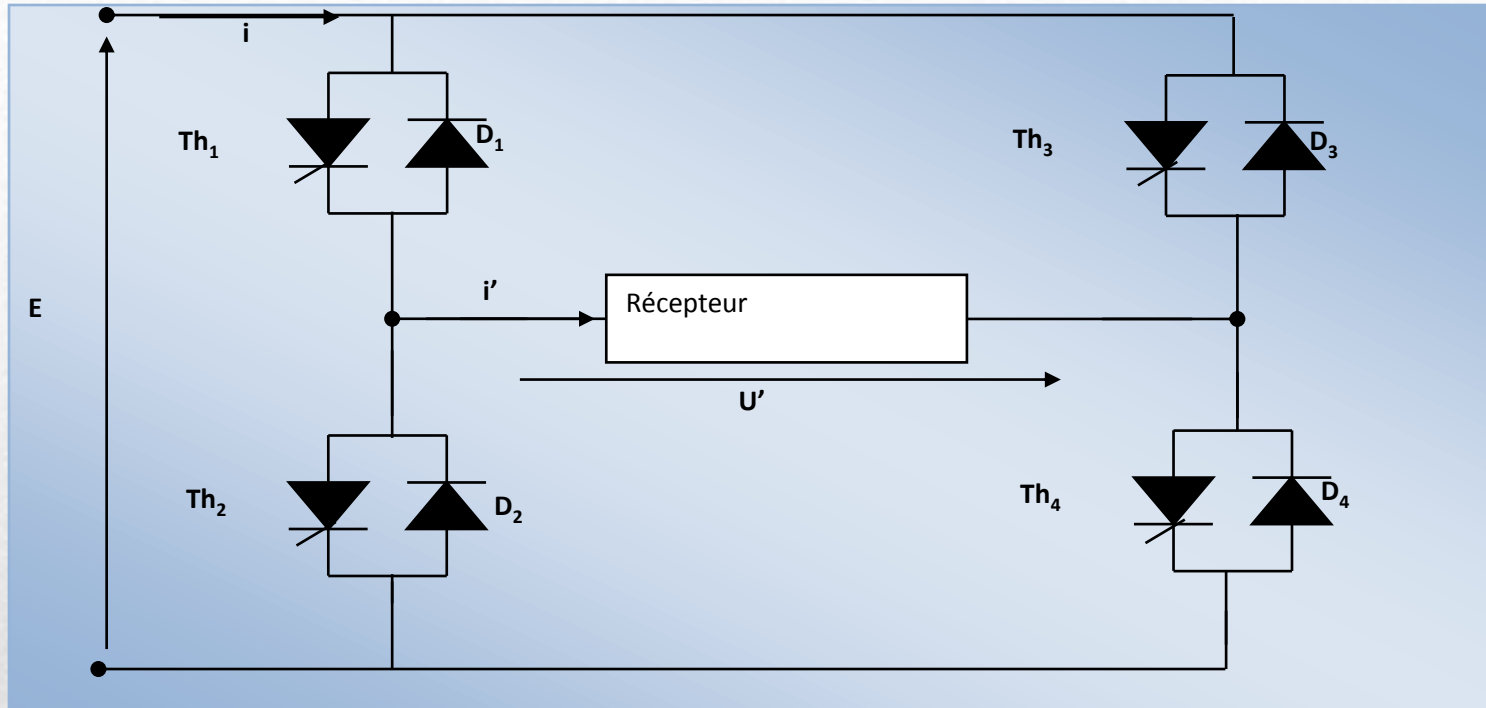 i
Th₁
D₁
Th₃
D₃
E
i’
Récepteur
U’
Th₂
D₂
Th₄
D₄